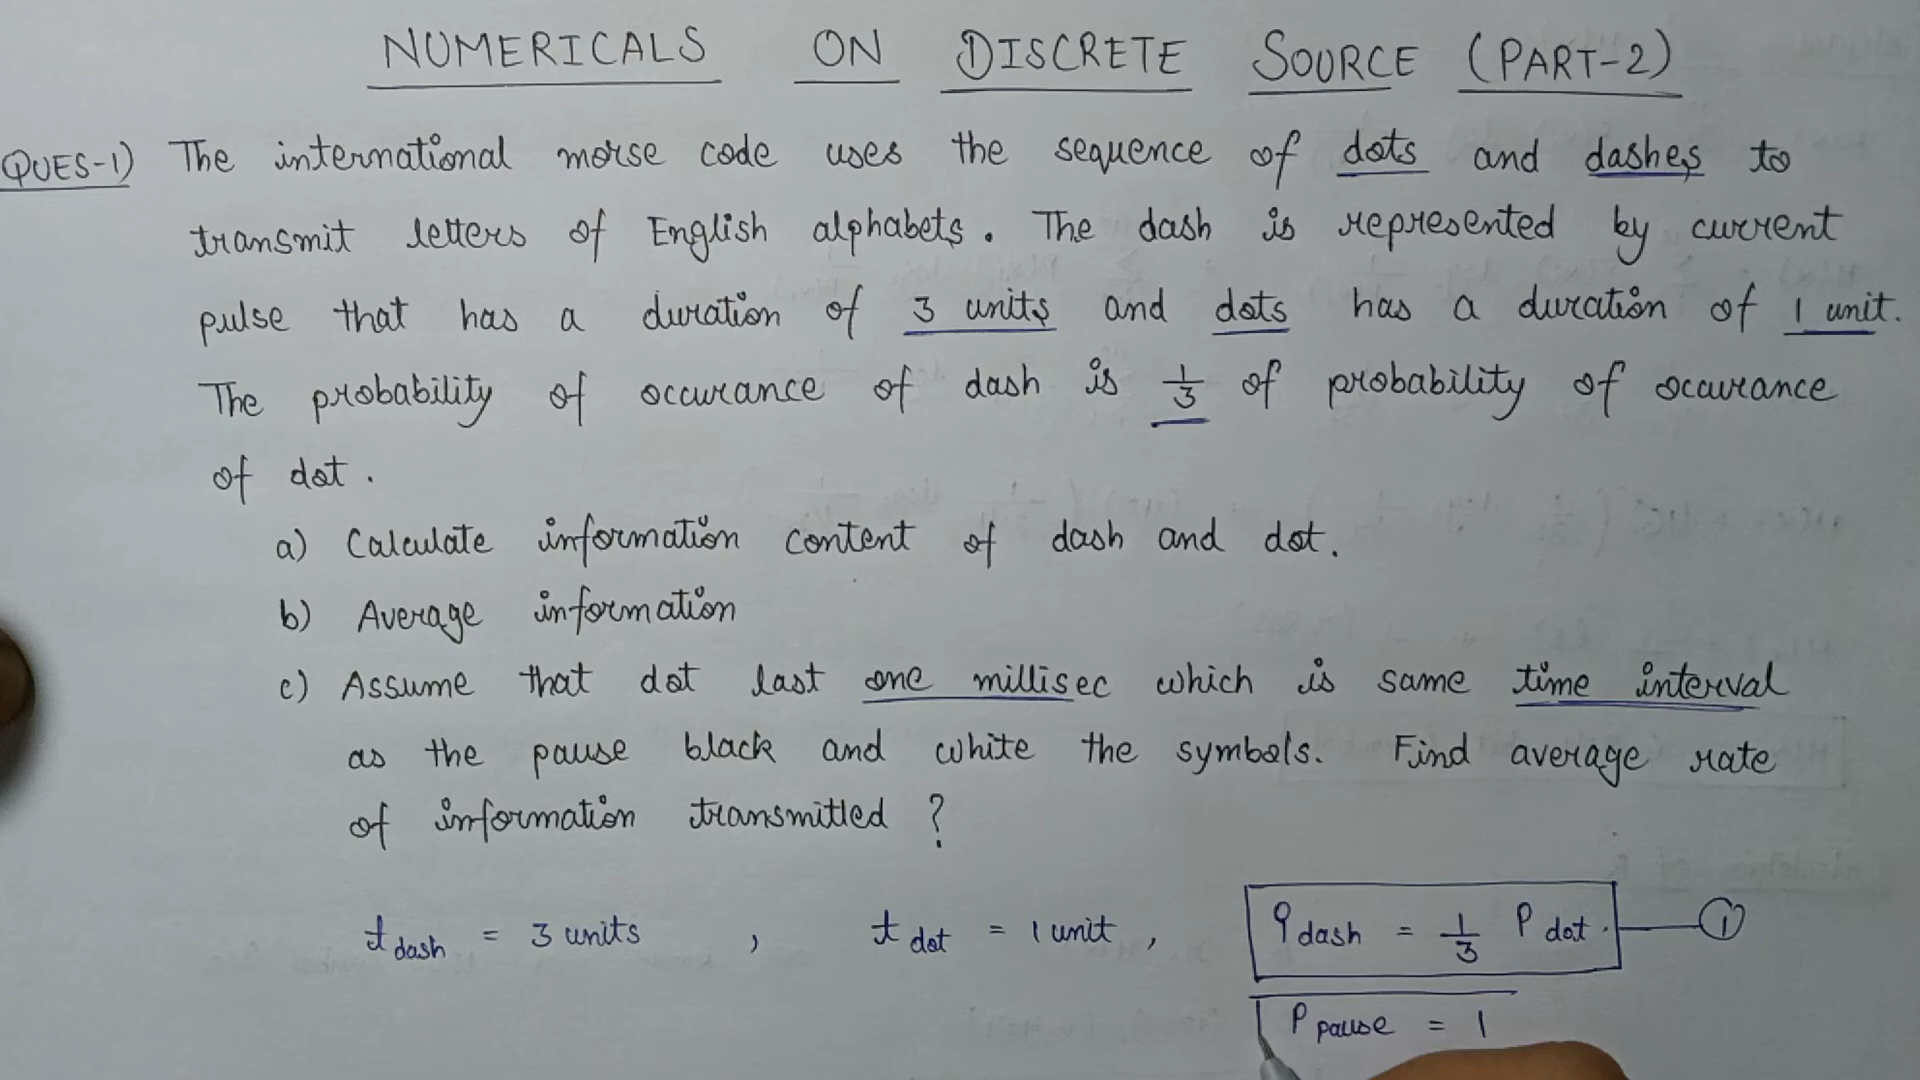 NUMERICALS ON DISCRETE SOURCE (PART-2)
QUES-1) The international morse code uses the sequence of dots and dashes to
transmit letters of English alphabets. The dash is represented by current
pulse that has a duration of 3 units and dots has a duration of 1 unit.
The probability of occurance of dash is 1/3 of probability of occurance
of dot.
a) Calculate information content of dash and dot.
b) Average information
c) Assume that dot last one millisec which is same time interval
as the pause black and white the symbols. Find average rate
of information transmitted ?
t dash = 3 units , t dot = 1 unit , P dash = 1/3 P dot. 1
P pause = 1